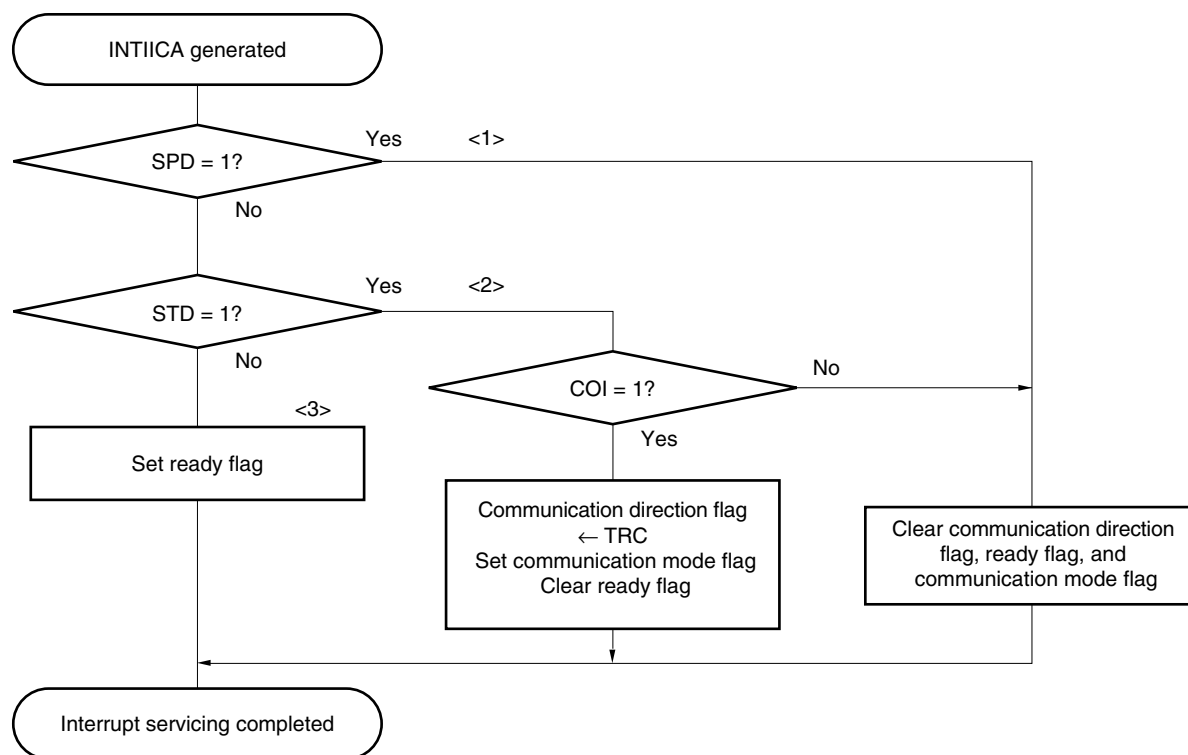 INTIICA generated
Yes
<1>
SPD = 1?
No
Yes
<2>
STD = 1?
No
COI = 1?
No
<3>
Yes
Set ready flag
Communication direction flag
← TRC
Set communication mode flag
Clear ready flag
Clear communication direction
flag, ready flag, and
communication mode flag
Interrupt servicing completed